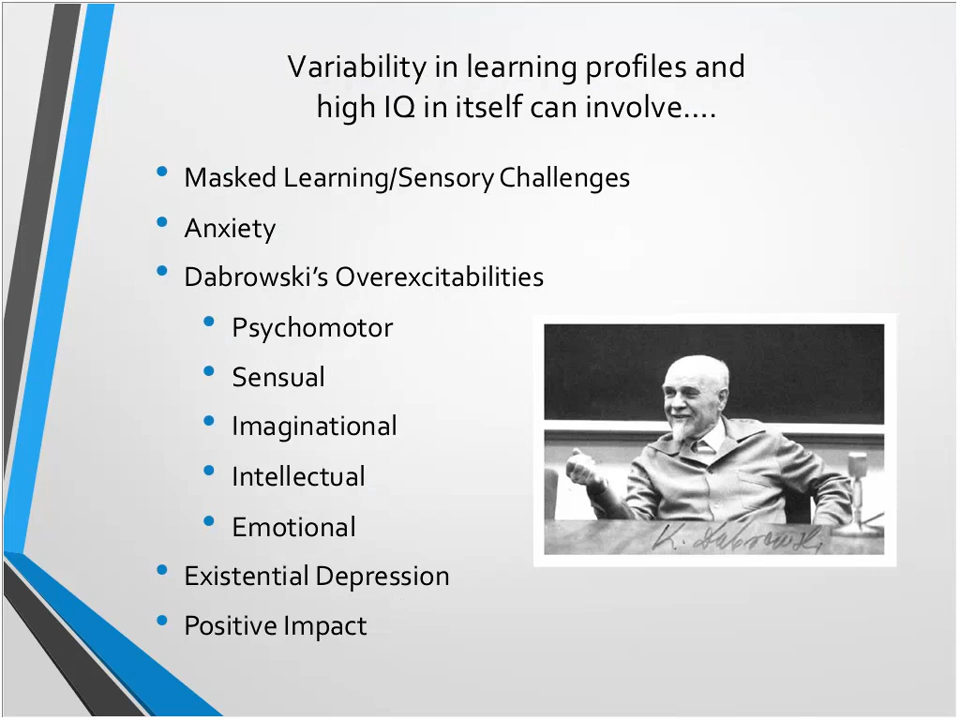 Variability in learning profiles and
high IQ in itself can involve....
• Masked Learning/Sensory Challenges
• Anxiety
• Dabrowski’s Overexcitabilities
• Psychomotor
• Sensual
• Imaginational
• Intellectual
• Emotional
K. Dabrowski
• Existential Depression
• Positive Impact